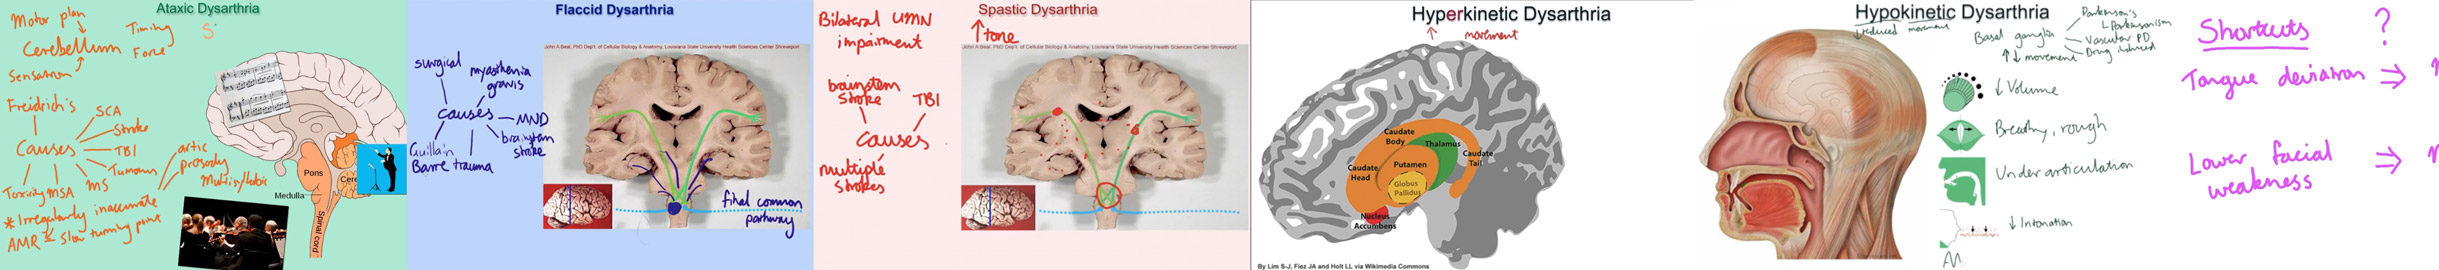 Ataxic Dysarthria
Motor plan
Cerebellum
Timing
Force
Sensation
Freidrich's
SCA
Stroke
Causes
TBI
Tumours
MS
MSA
Toxicity
artic
prosody
Multisyllabic
* Irregularly inaccurate
AMR
slow turning point
Pons
Medulla
Cere
Spinal cord
Flaccid Dysarthria
John A Beal, PhD Dep't. of Cellular Biology & Anatomy, Louisiana State University Health Sciences Center Shreveport
surgical
myasthenia
gravis
causes
MND
brainstem
stroke
Guillain
Barre
trauma
final common
pathway
Spastic Dysarthria
Bilateral UMN
impairment
↑ tone
John A Beal, PhD Dep't. of Cellular Biology & Anatomy, Louisiana State University Health Sciences Center Shreveport
brainstem
stroke
TBI
causes
multiple
strokes
Hyperkinetic Dysarthria
↑ movement
Caudate
Body
Thalamus
Caudate
Tail
Putamen
Caudate
Head
Globus
Pallidus
Nucleus
Accumbens
By Lim S-J, Fiez JA and Holt LL via Wikimedia Commons
Hypokinetic Dysarthria
↓ reduced movement
Basal ganglia
↑↓ movement
Parkinson's
Parkinsonism
Vascular PD
Drug induced
↓ Volume
Breathy, rough
Under articulation
↓ Intonation
Shortcuts ?
Tongue deviation ⇒
Lower facial ⇒
weakness